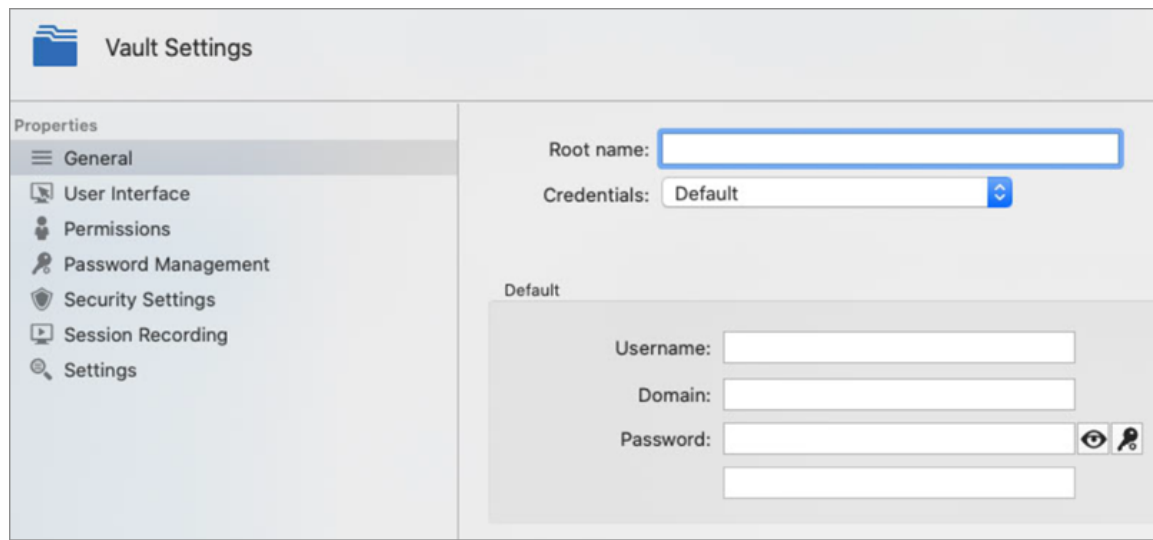 Vault Settings
Properties
General
User Interface
Permissions
Password Management
Security Settings
Session Recording
Settings
Root name:
Credentials: Default
Default
Username:
Domain:
Password: